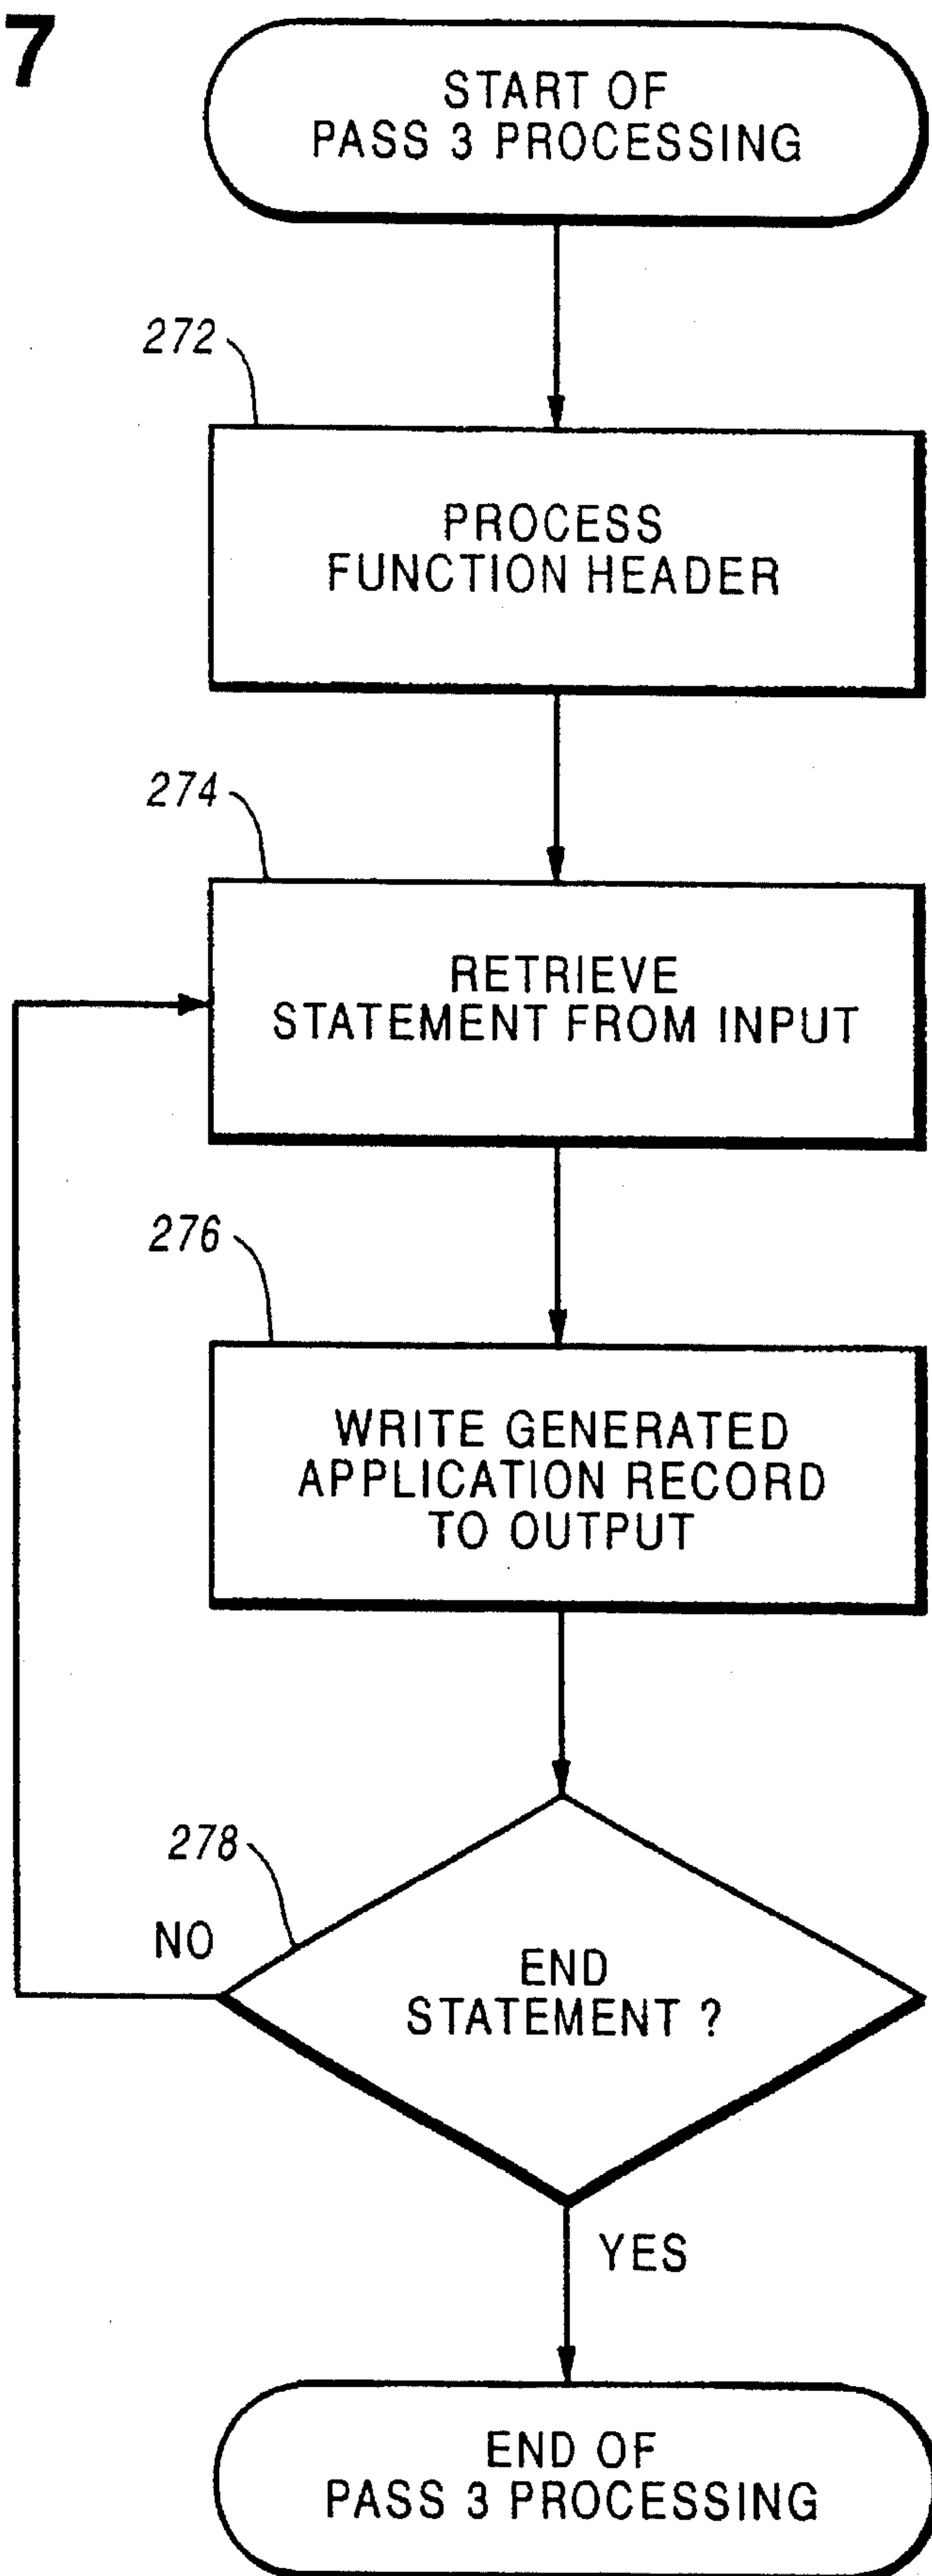 7
START OF
PASS 3 PROCESSING
272
PROCESS
FUNCTION HEADER
274
RETRIEVE
STATEMENT FROM INPUT
276
WRITE GENERATED
APPLICATION RECORD
TO OUTPUT
278
NO
END
STATEMENT ?
YES
END OF
PASS 3 PROCESSING